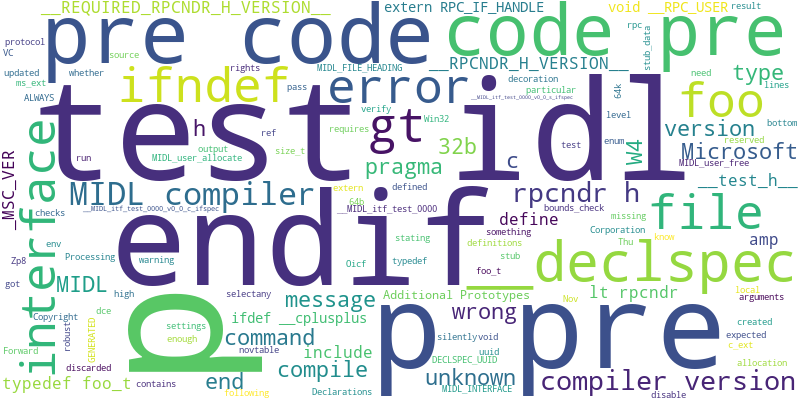 __REQUIRED_RPCNDR_H_VERSION__
extern RPC_IF_HANDLE
void __RPC_USER
result
pre code
code pre
protocol
VC
source
rpc
stub_data
updated
whether
rights
MIDL_FILE_HEADING
__RPCNDR_H_VERSION__
ms_ext
ifndef
error
decoration
need
type
lines
ALWAYS
pass
particular
64k
__MIDL_itf_test_0000_v0_0_s_ifspec
foo
reserved
bottom
test
idl
verify
Win32
level
h
ref
gt
requires
32b
enum
version
_MSC_VER
run
output
size_t
MIDL_user_allocate
c
test
W4
Microsoft
MIDL_user_free
interface
pragma
__test_h__
MIDL compiler
extern
defined
rpcndr h
bounds_check
64b
checks
__MIDL_itf_test_0000_v0_0_c_ifspec
__MIDL_itf_test_0000
define
missing
file
endif
env
stating
something
Corporation
know
amp
Zp8
Processing
warning
Oicf
typedef
definitions
Thu
got
stub
__declspec
MIDL
high
selectany
foo_t
message
Additional Prototypes
Nov
lt rpcndr
local
arguments
Copyright
dce
d
settings
ifdef __cplusplus
wrong
p
pre
created
robust
GENERATED
enough
command
silently
void
expected
Forward
novtable
include
DECLSPEC_UUID
uuid
c_ext
discarded
compile
allocation
typedef foo_t
contains
end
unknown
compiler version
following
Declarations
MIDL_INTERFACE
disable